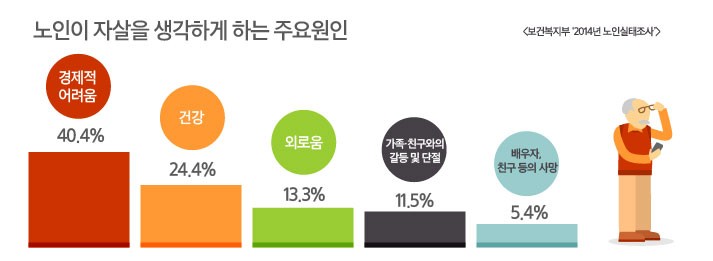 노인이 자살을 생각하게 하는 주요원인
<보건복지부 '2014년 노인실태조사'>
경제적
어려움
40.4%
건강
24.4%
외로움
13.3%
가족·친구와의
갈등 및 단절
11.5%
배우자,
친구 등의 사망
5.4%